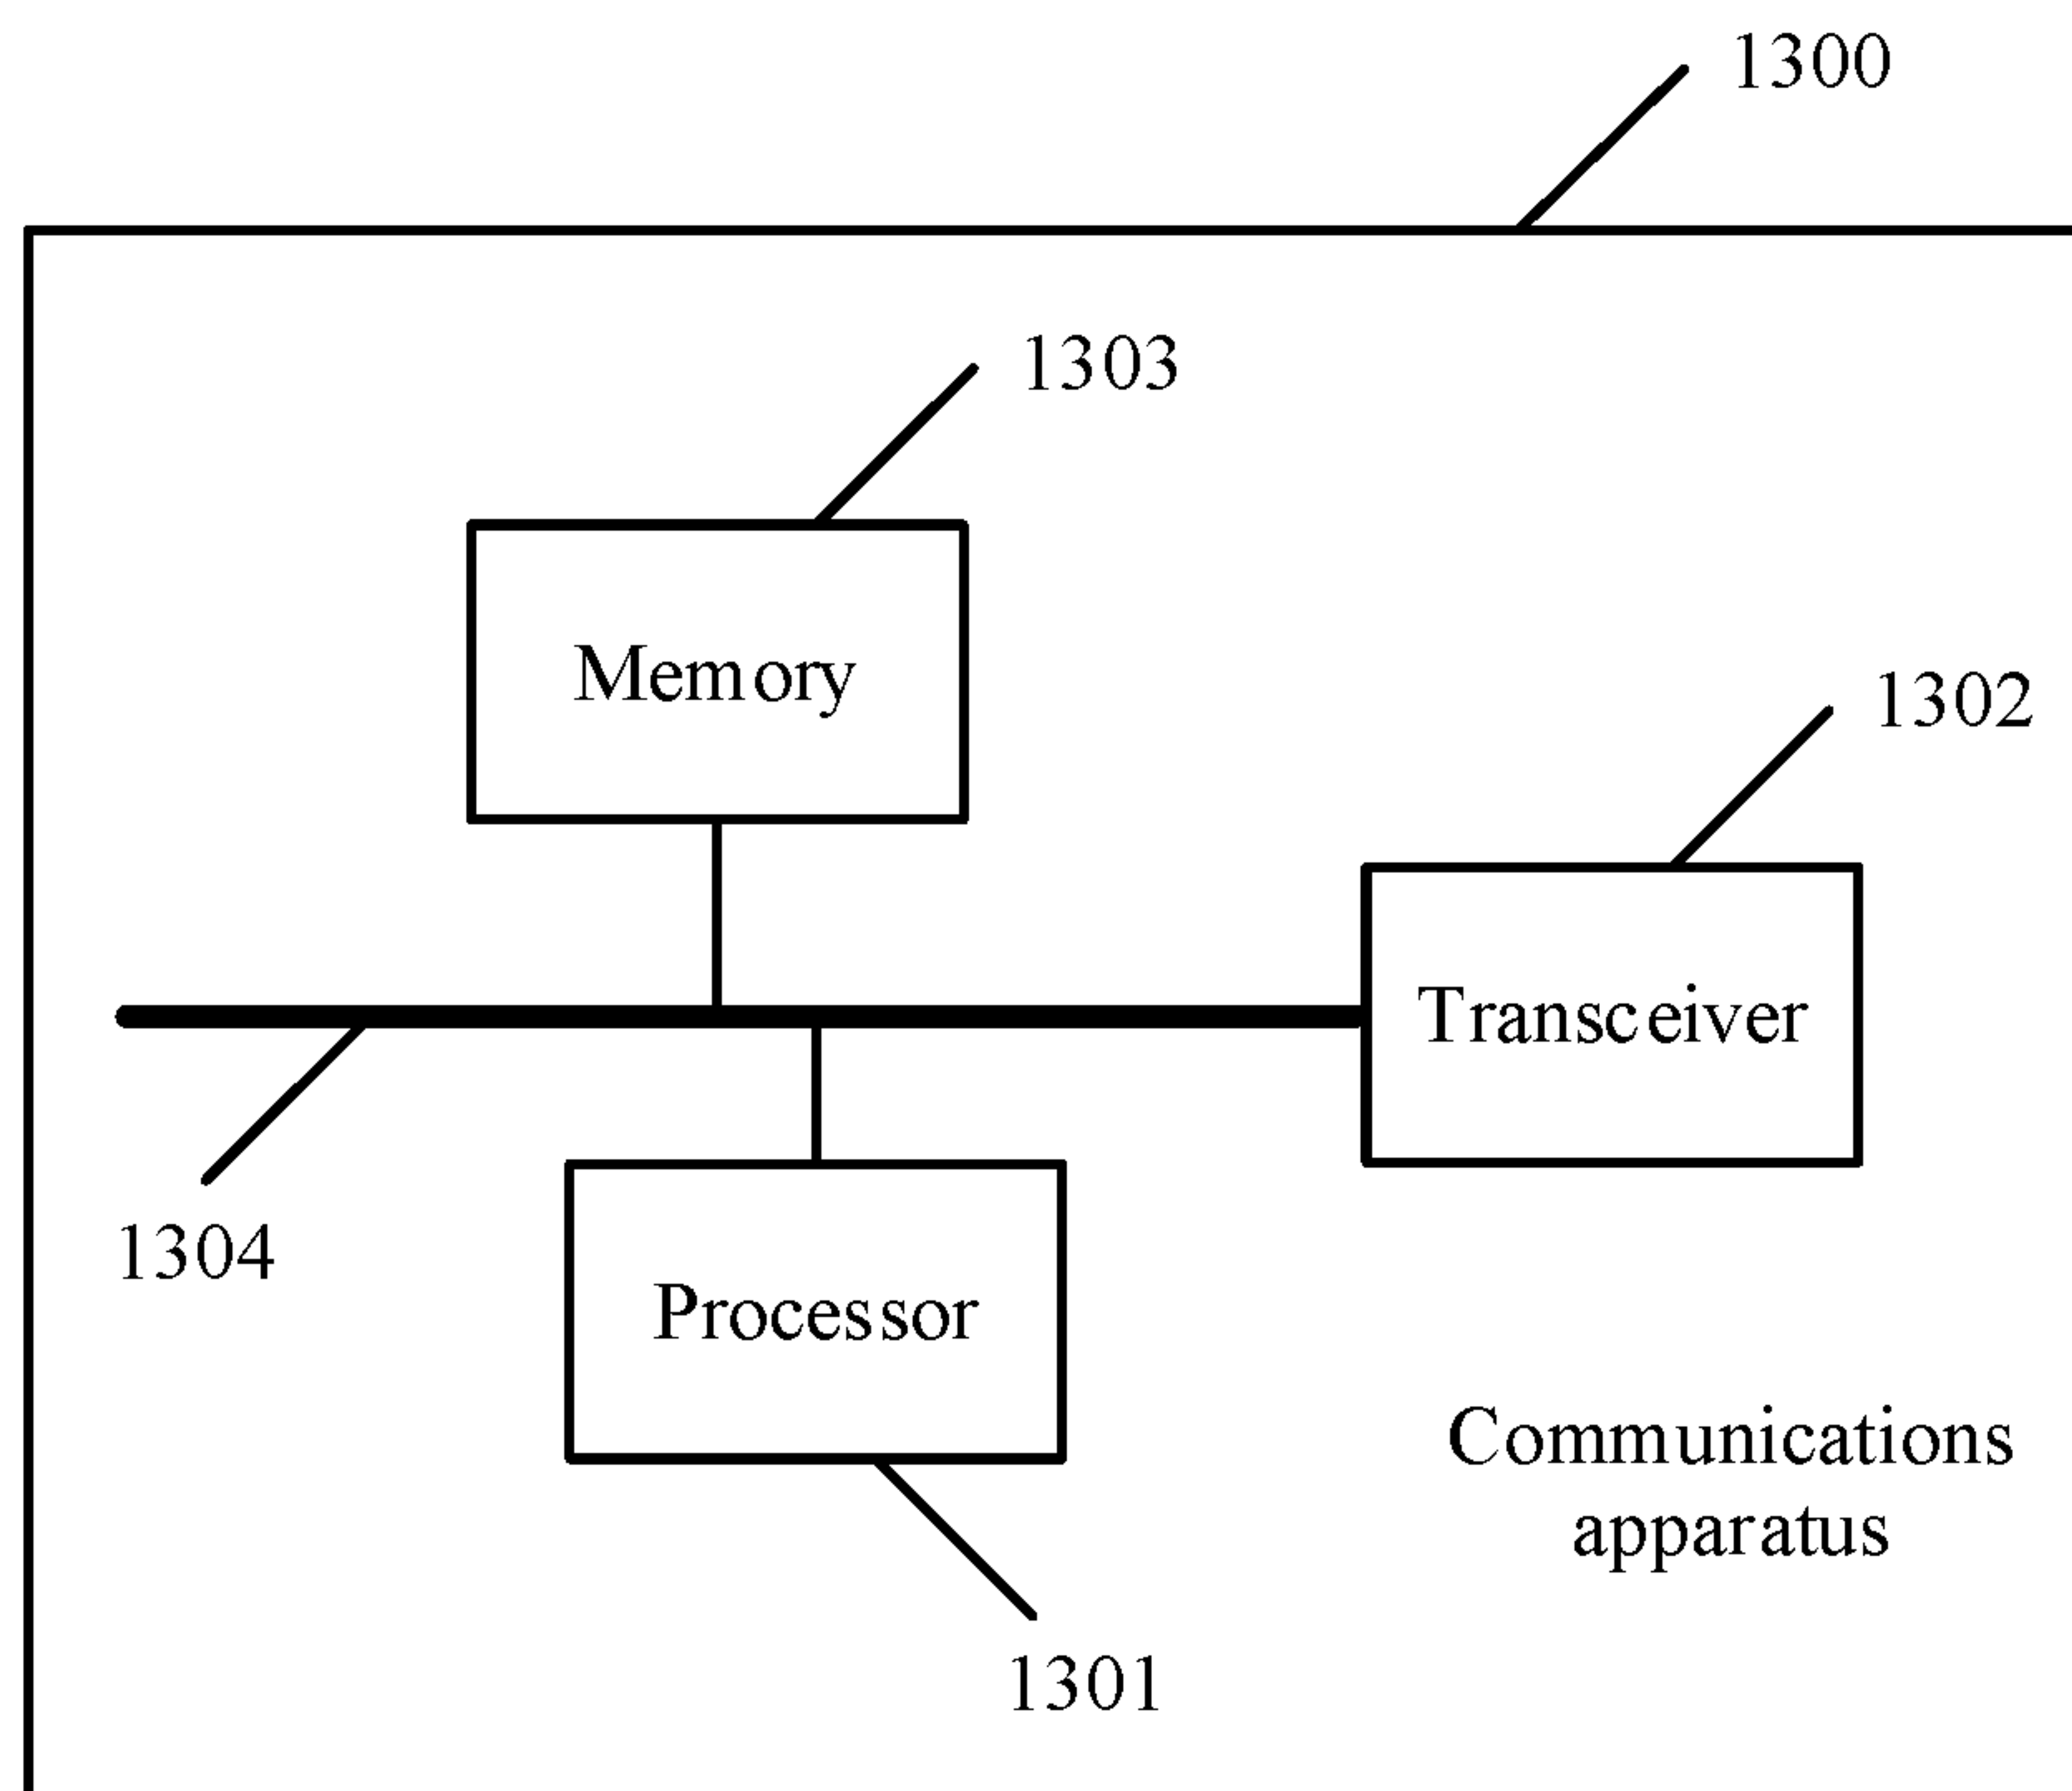 1300
1303
Memory
1302
Transceiver
1304
Processor
Communications
apparatus
1301